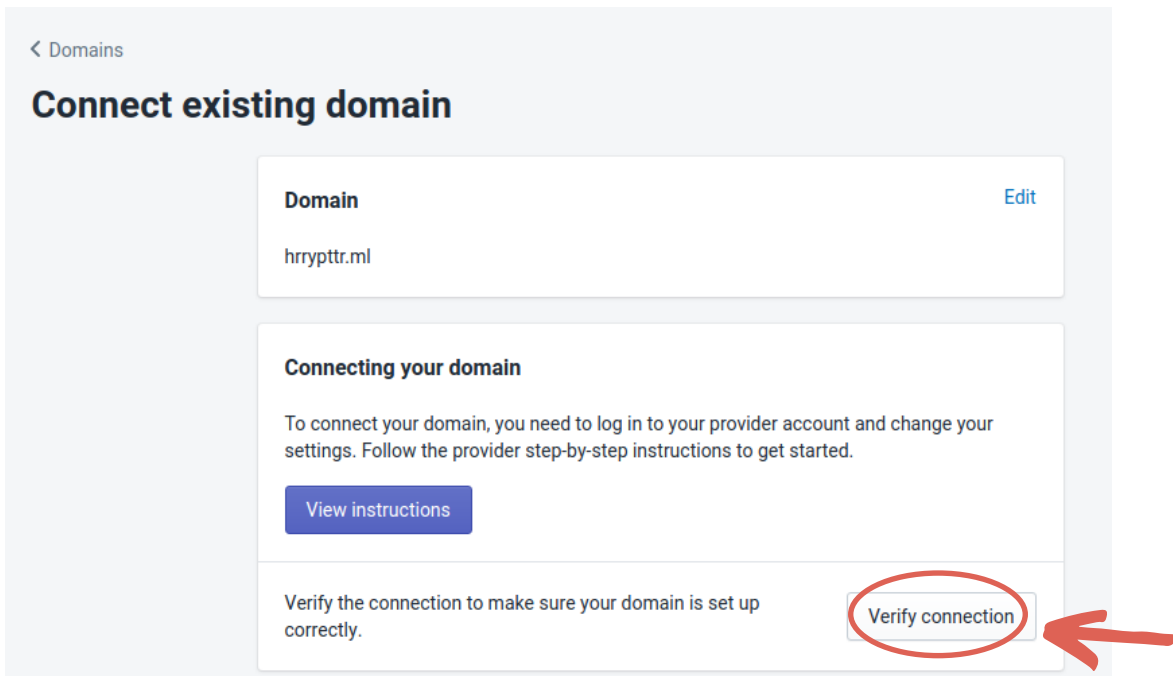 Domains
Connect existing domain
Domain
Edit
hrrypttr.ml
Connecting your domain
To connect your domain, you need to log in to your provider account and change your
settings. Follow the provider step-by-step instructions to get started.
View instructions
Verify the connection to make sure your domain is set up
correctly.
Verify connection